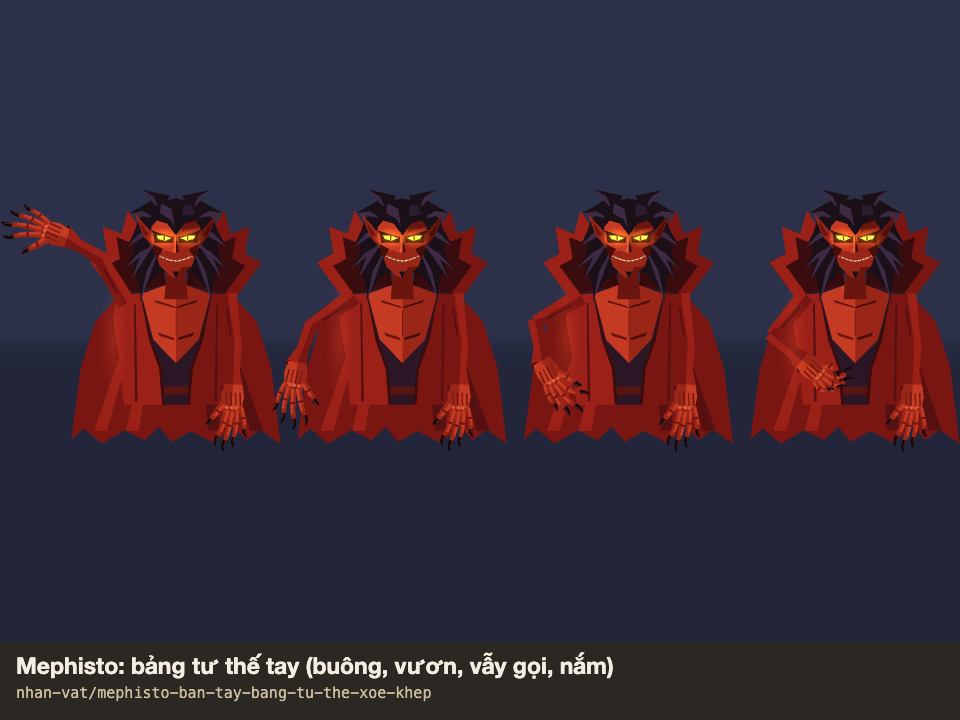 Mephisto: bảng tư thế tay (buông, vươn, vẫy gọi, nắm)
nhan-vat/mephisto-ban-tay-bang-tu-the-xoe-khep